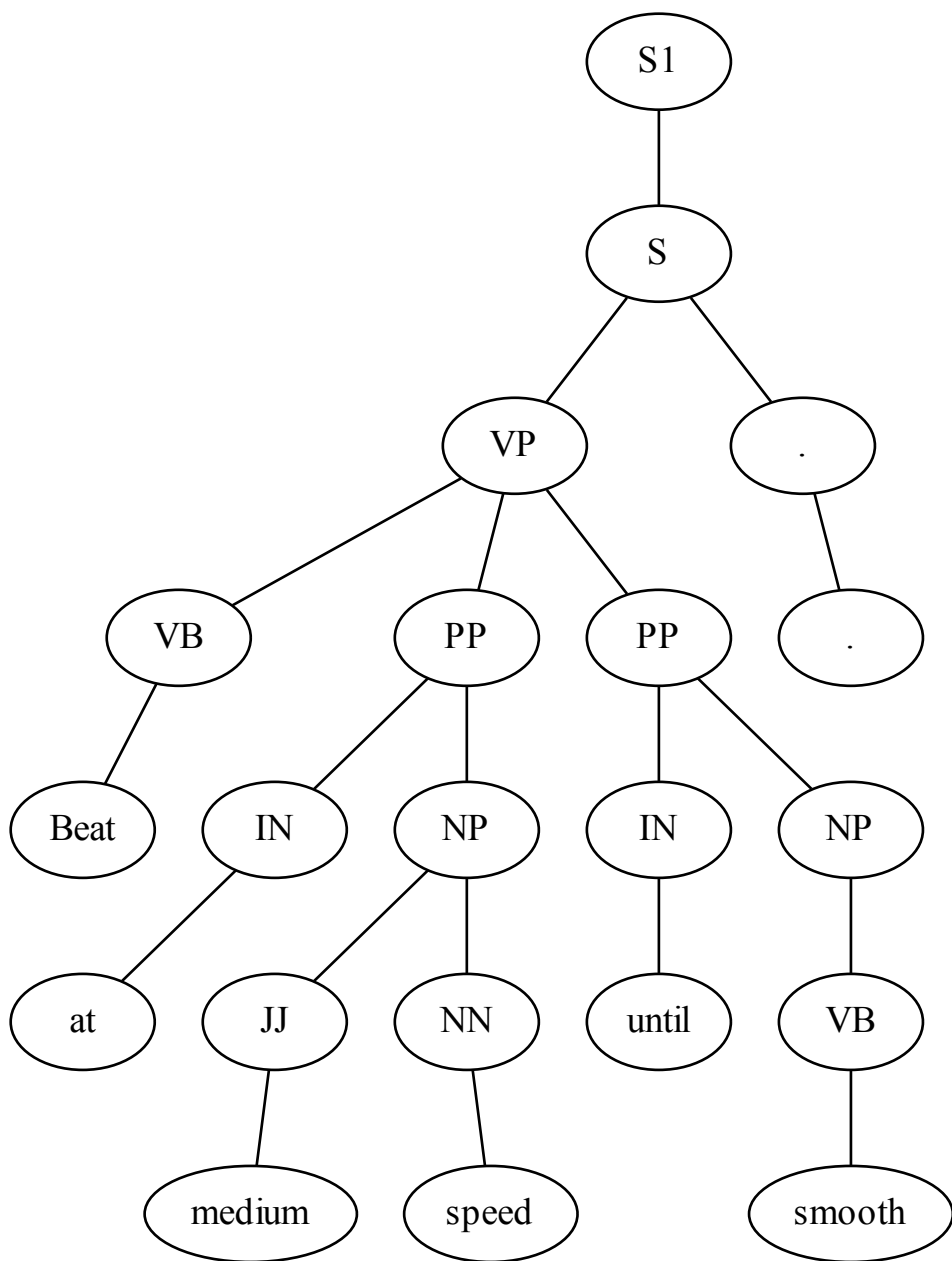 S1
S
VP .
VB PP PP .
Beat IN NP IN NP
at JJ NN until VB
medium speed smooth